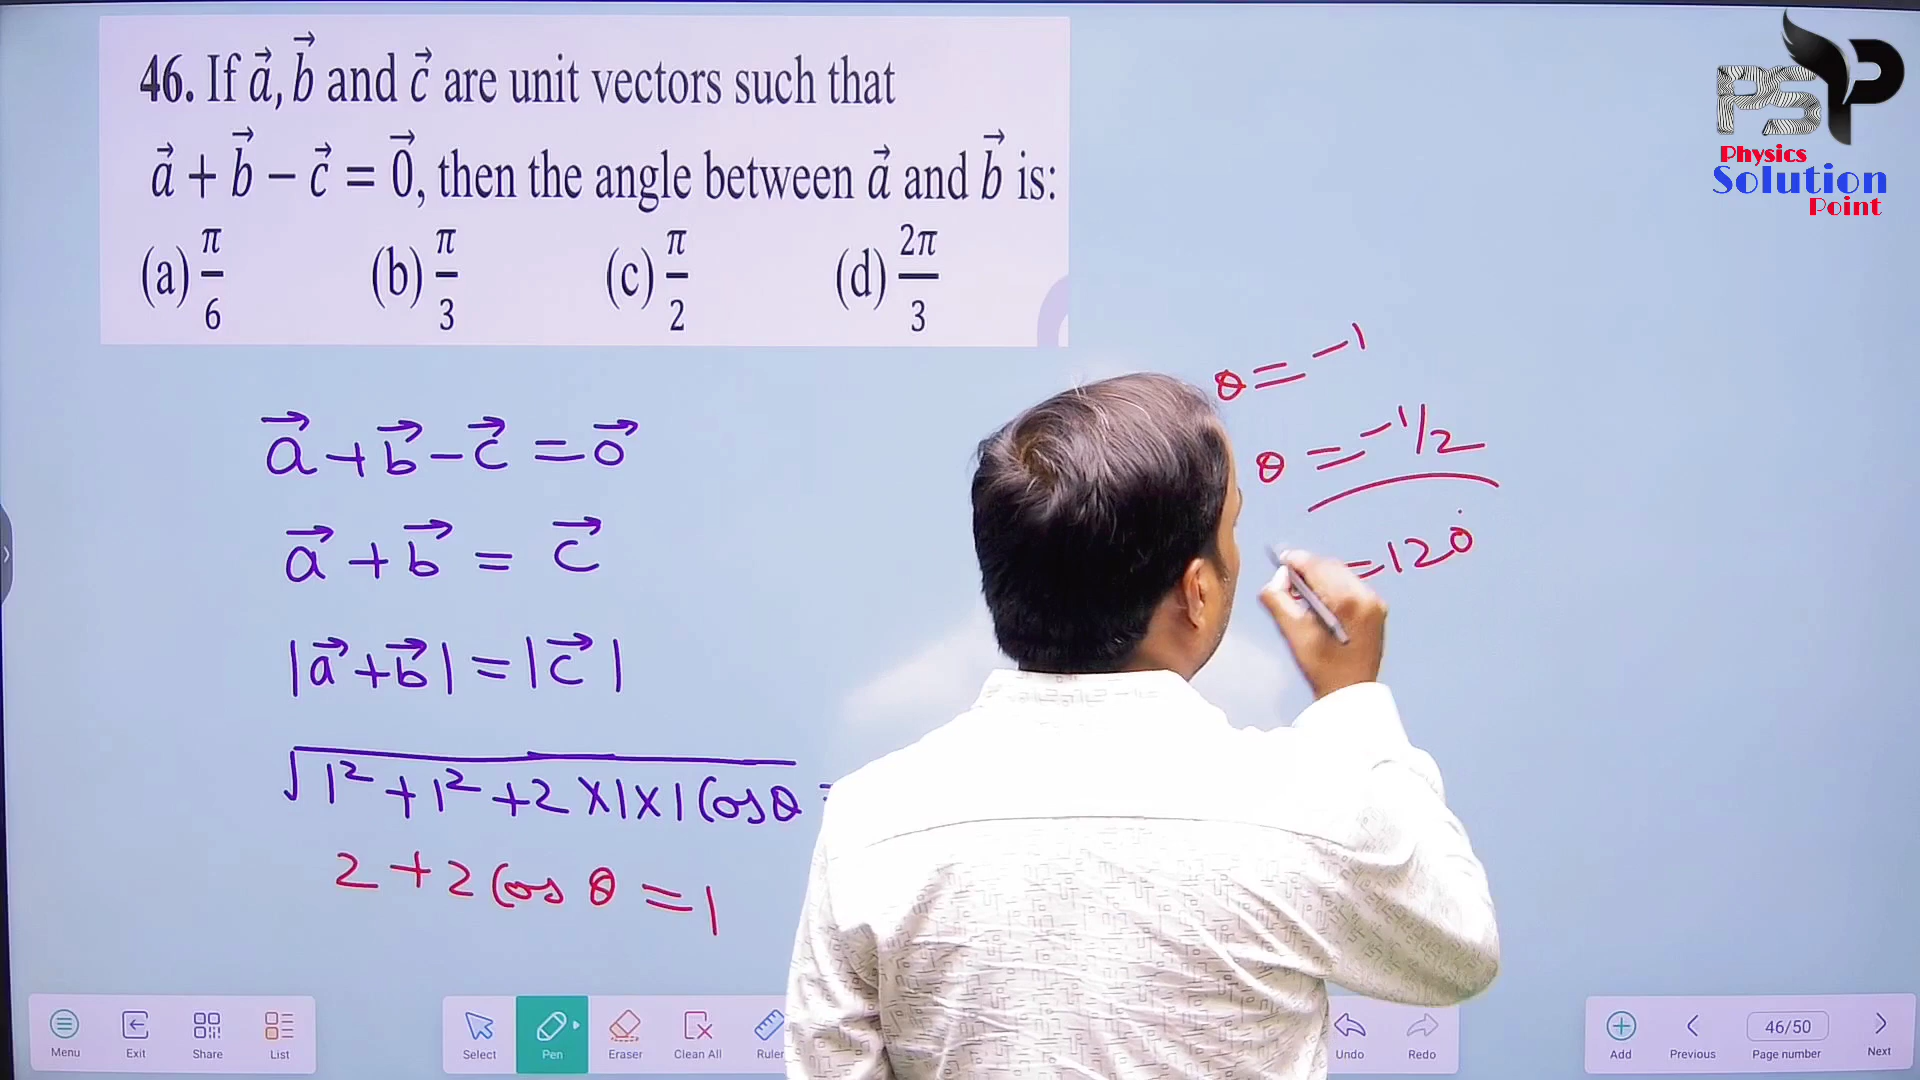 46. If a⃗, b⃗ and c⃗ are unit vectors such that
a⃗ + b⃗ − c⃗ = 0⃗, then the angle between a⃗ and b⃗ is:
(a) π/6 (b) π/3 (c) π/2 (d) 2π/3
PSP
Physics
Solution
Point
a⃗ + b⃗ − c⃗ = 0⃗
a⃗ + b⃗ = c⃗
|a⃗ + b⃗| = |c⃗|
√1² + 1² + 2×1×1 Cosθ =
2 + 2 Cos θ = 1
θ = −1
θ = −1/2
= 120°
Menu Exit Share List
Select Pen Eraser Clean All Ruler Undo Redo
Add Previous 46/50 Page number Next